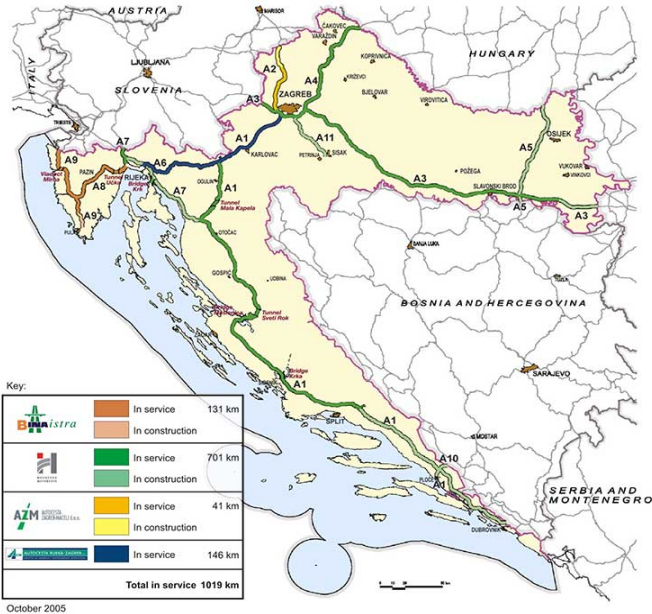 AUSTRIA
MARIBOR
HUNGARY
ITALY
LJUBLJANA
SLOVENIA
TRIESTE
ČAKOVEC
VARAŽDIN
A2
A4
KOPRIVNICA
KRIŽEVCI
BJELOVAR
VIROVITICA
ZAGREB
A3
A1
A11
PETRINJA
SISAK
KARLOVAC
A7
A6
RIJEKA
Tunnel
Učka
Bridge
Krk
A7
A9
PAZIN
A8
A9
PULA
OGULIN
A1
Tunnel
Mala Kapela
OTOČAC
GOSPIĆ
UDBINA
Tunnel
Sveti Rok
ZADAR
Bridge
Krka
A1
SPLIT
A1
A10
PLOČE
A1
DUBROVNIK
A3
POŽEGA
SLAVONSKI BROD
A5
A5
OSIJEK
VUKOVAR
VINKOVCI
A3
BANJA LUKA
TUZLA
BOSNIA AND HERCEGOVINA
SARAJEVO
MOSTAR
SERBIA AND
MONTENEGRO
Key:
BINAistra
In service 131 km
In construction
In service 701 km
In construction
AZM
In service 41 km
In construction
In service 146 km
Total in service 1019 km
October 2005